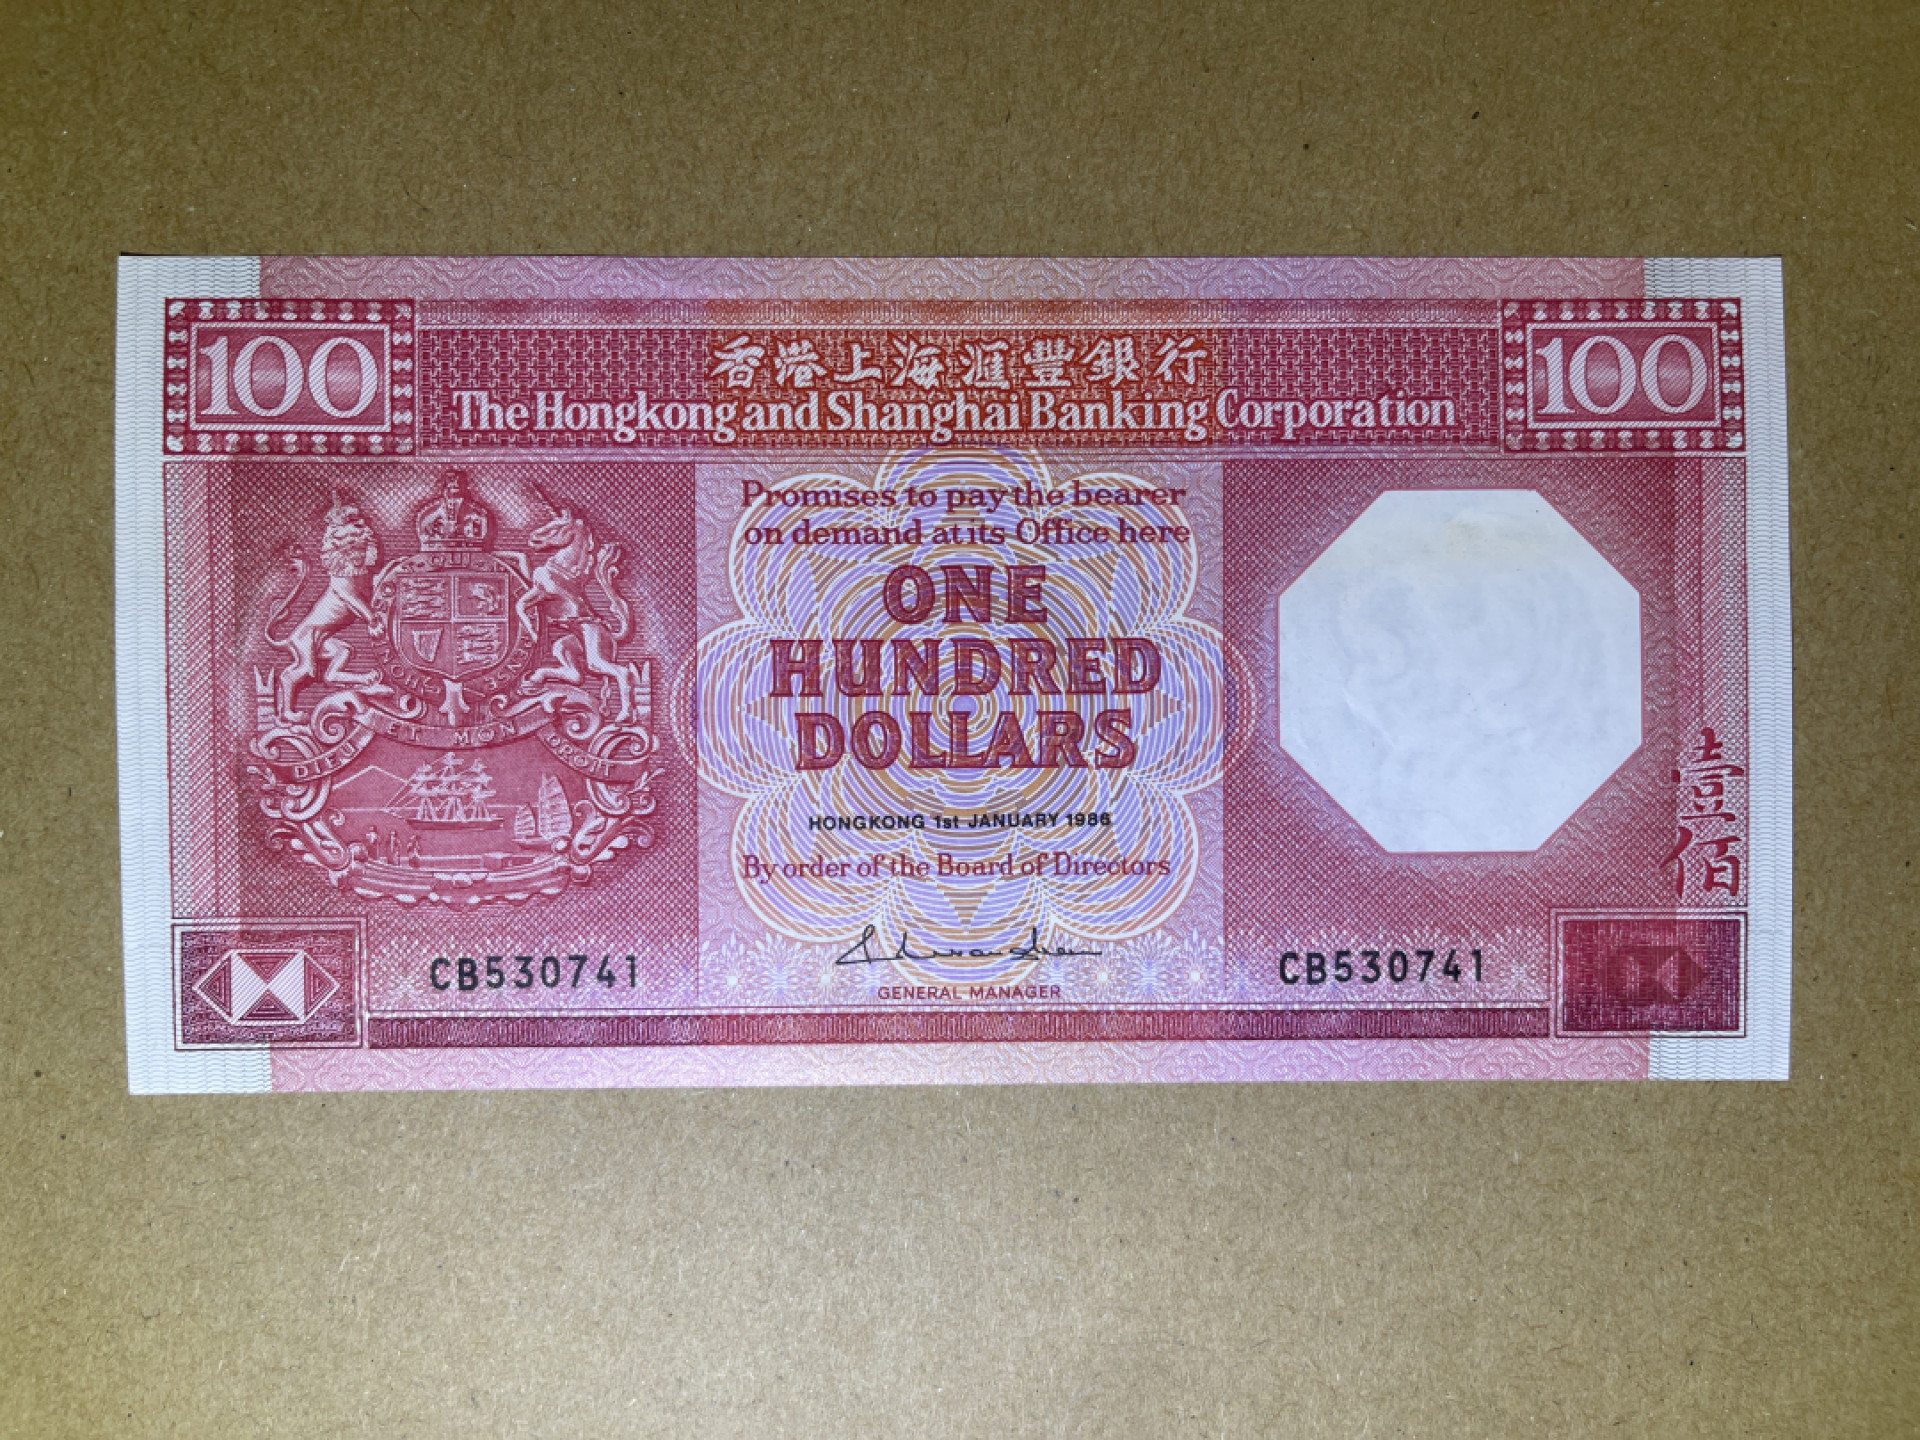 100
香港上海滙豐銀行
100
The Hongkong and Shanghai Banking Corporation
Promises to pay the bearer
on demand at its Office here
ONE
HUNDRED
DOLLARS
HONGKONG 1st JANUARY 1986
By order of the Board of Directors
GENERAL MANAGER
DIEU ET MON DROIT
CB530741
CB530741
壹佰